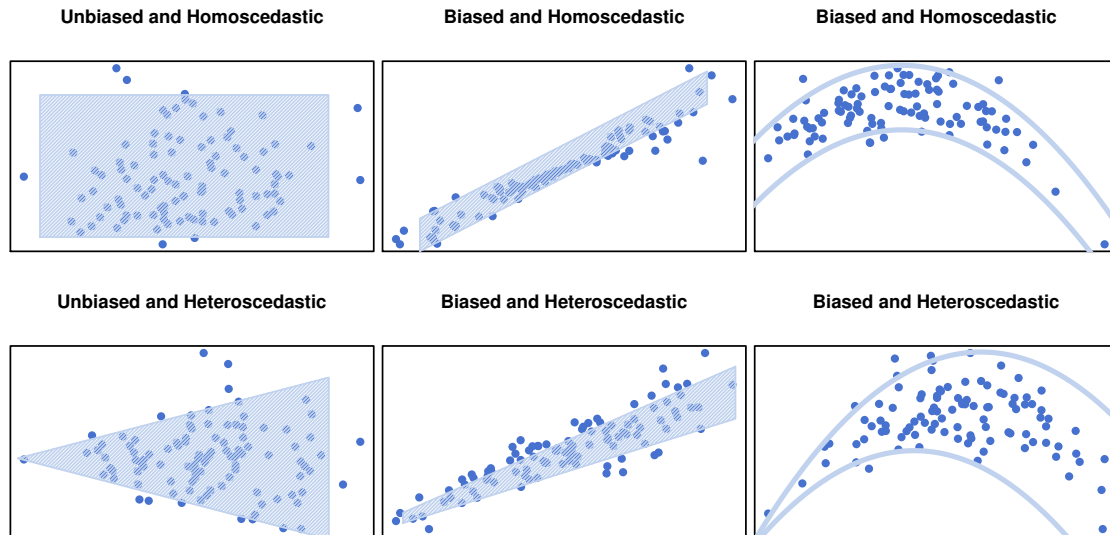 Unbiased and Homoscedastic
Biased and Homoscedastic
Biased and Homoscedastic
Unbiased and Heteroscedastic
Biased and Heteroscedastic
Biased and Heteroscedastic